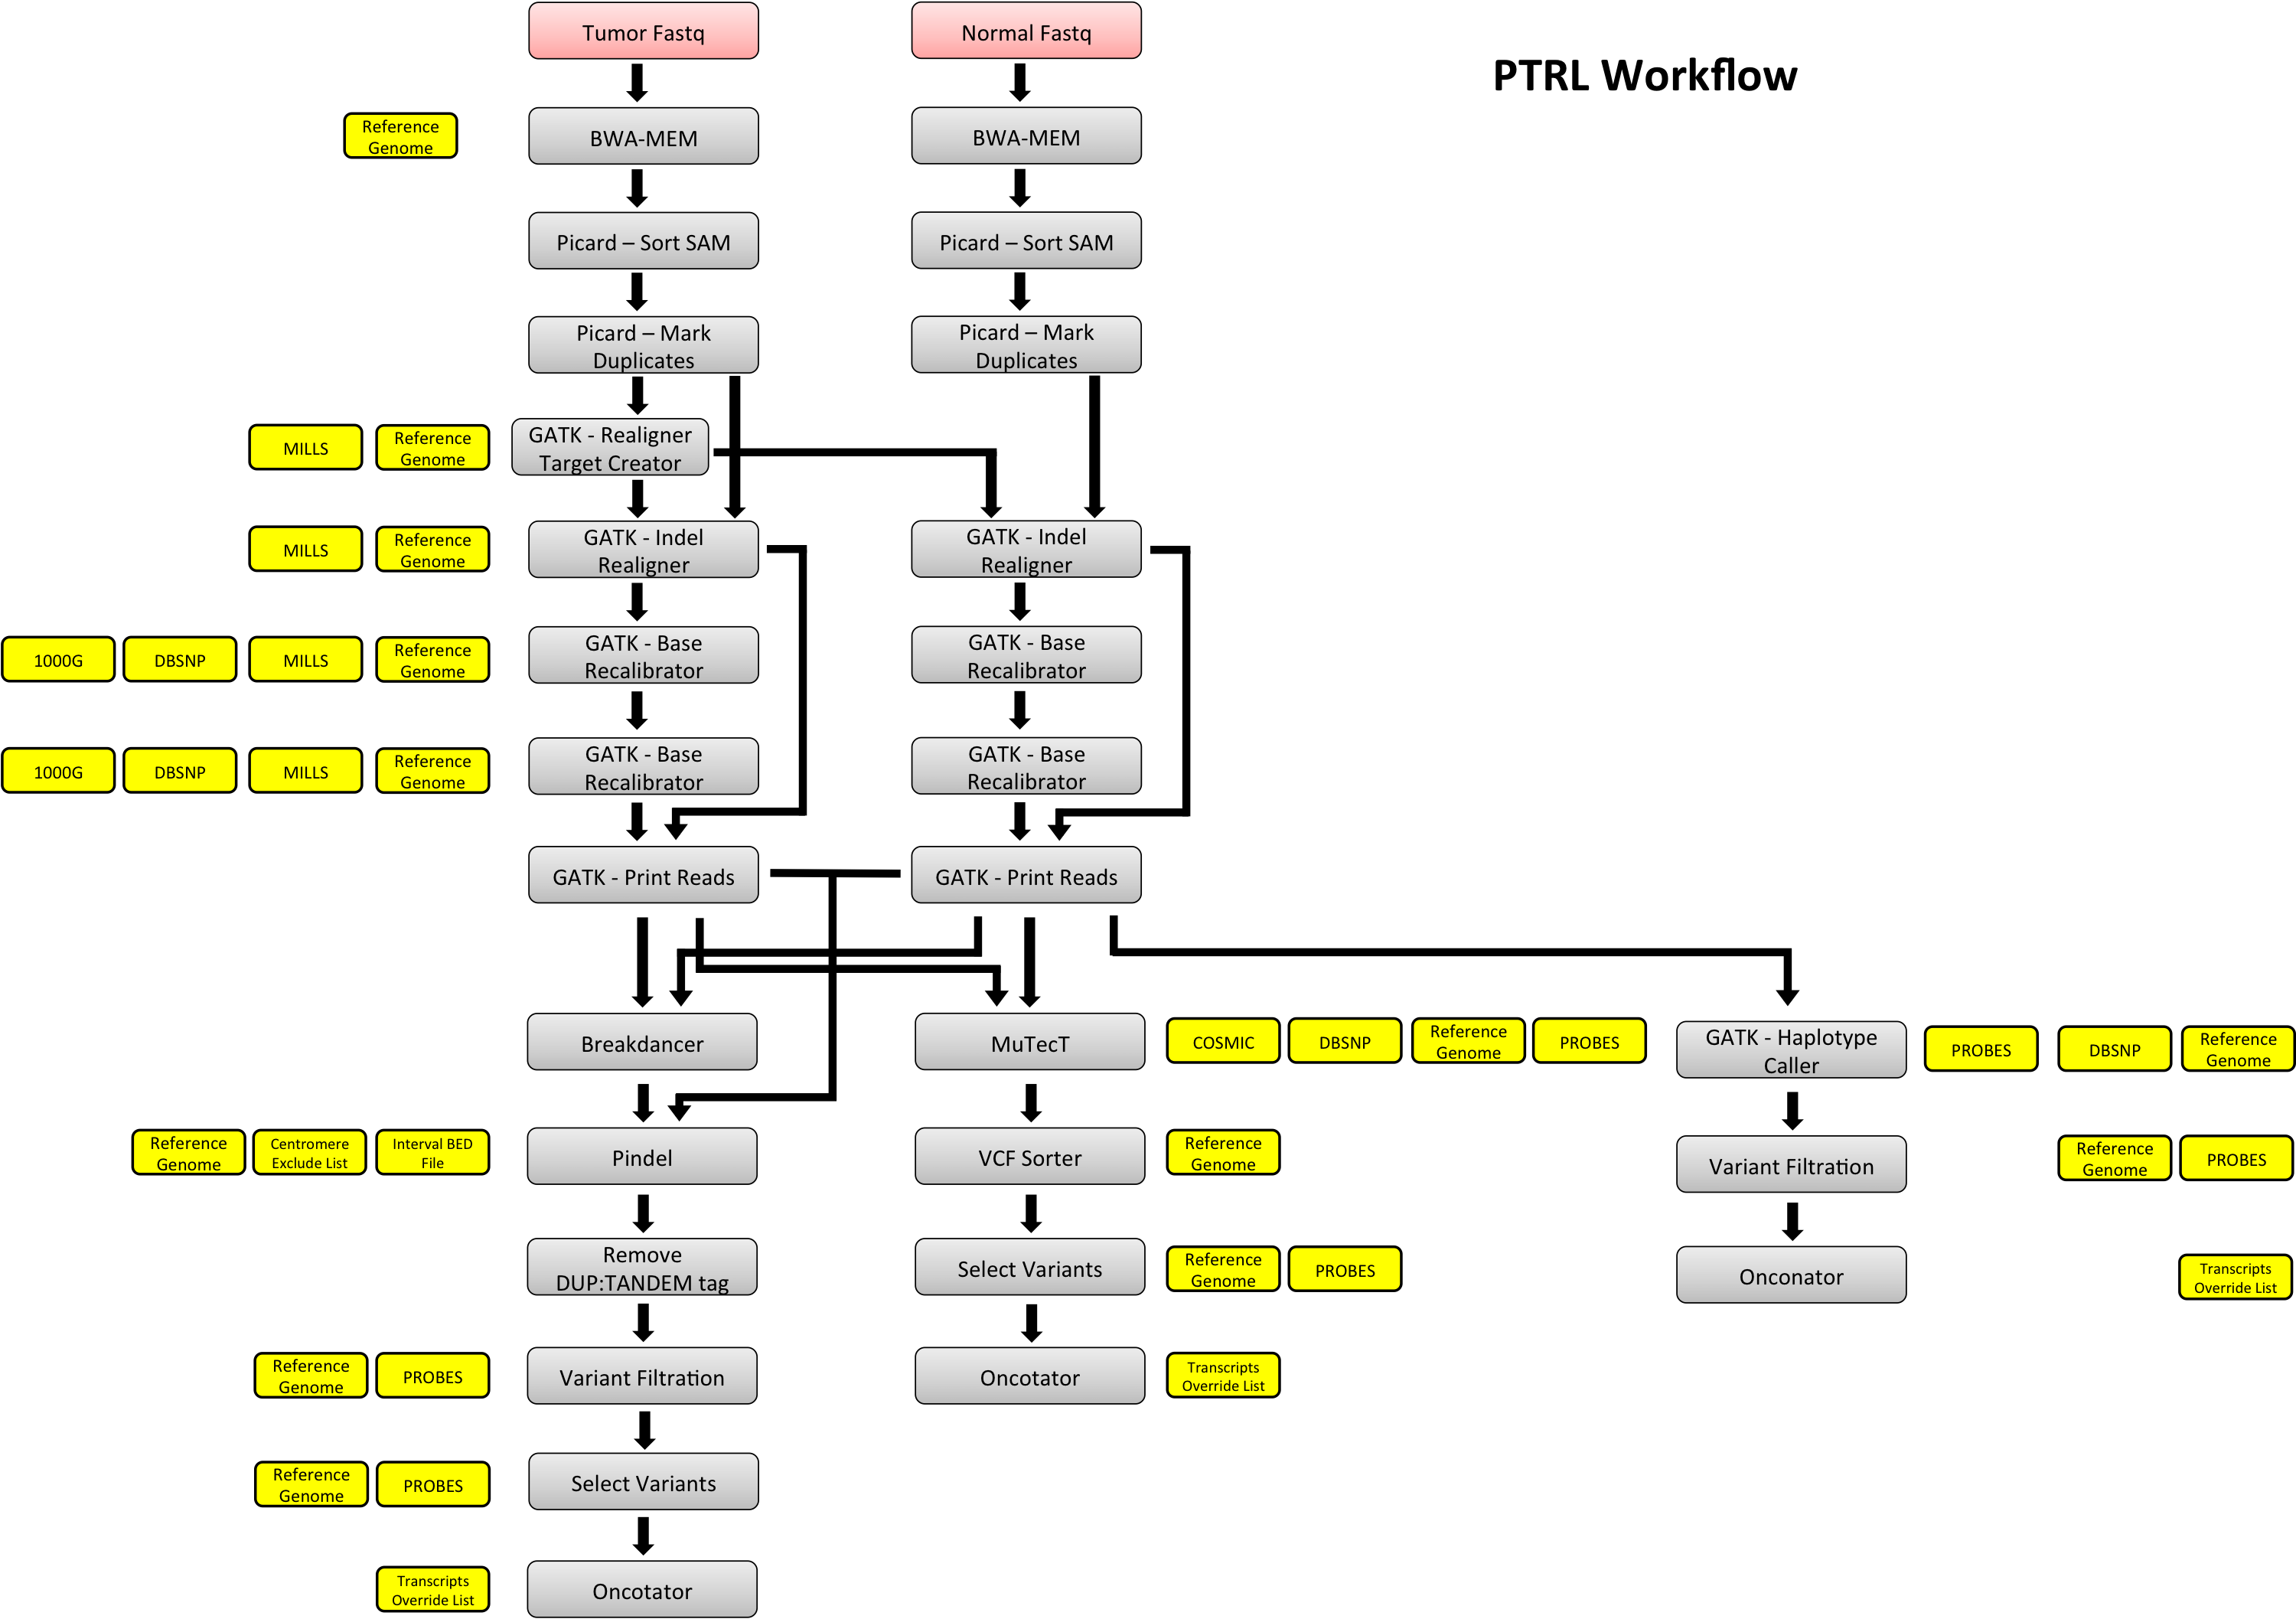 Tumor Fastq
Normal Fastq
PTRL Workflow
Reference
Genome
BWA-MEM
BWA-MEM
Picard – Sort SAM
Picard – Sort SAM
Picard – Mark
Duplicates
Picard – Mark
Duplicates
MILLS
Reference
Genome
GATK - Realigner
Target Creator
MILLS
Reference
Genome
GATK - Indel
Realigner
GATK - Indel
Realigner
1000G
DBSNP
MILLS
Reference
Genome
GATK - Base
Recalibrator
GATK - Base
Recalibrator
1000G
DBSNP
MILLS
Reference
Genome
GATK - Base
Recalibrator
GATK - Base
Recalibrator
GATK - Print Reads
GATK - Print Reads
Breakdancer
MuTecT
COSMIC
DBSNP
Reference
Genome
PROBES
GATK - Haplotype
Caller
PROBES
DBSNP
Reference
Genome
Reference
Genome
Centromere
Exclude List
Interval BED
File
Pindel
VCF Sorter
Reference
Genome
Variant Filtration
Reference
Genome
PROBES
Remove
DUP:TANDEM tag
Select Variants
Reference
Genome
PROBES
Onconator
Transcripts
Override List
Reference
Genome
PROBES
Variant Filtration
Oncotator
Transcripts
Override List
Reference
Genome
PROBES
Select Variants
Transcripts
Override List
Oncotator